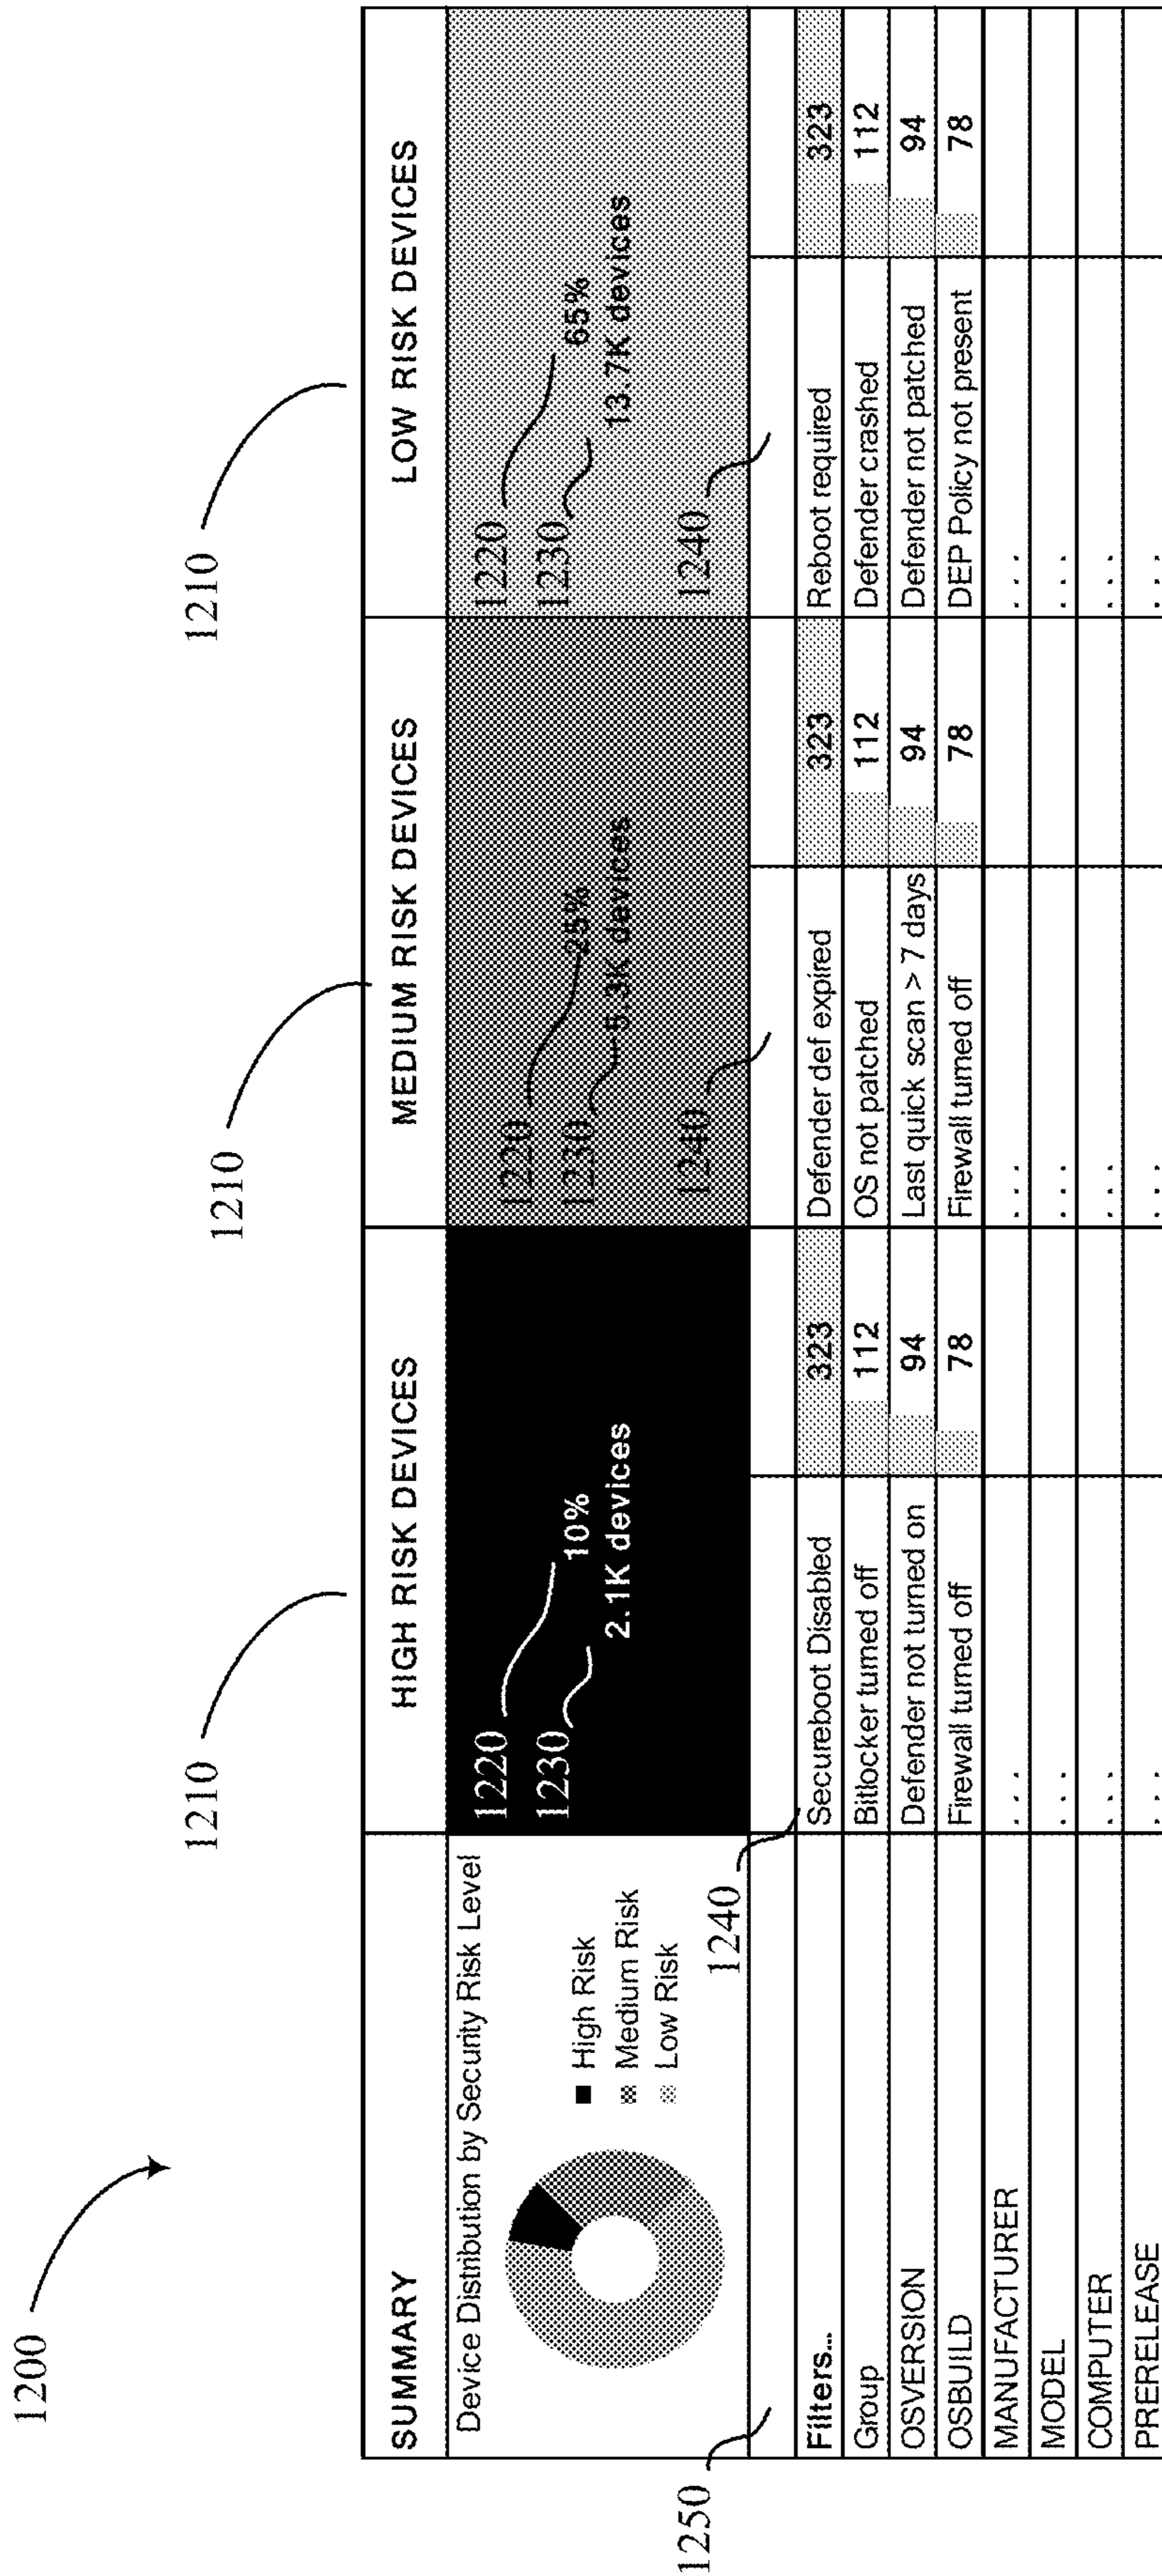 1200
1210
1210
1210
SUMMARY
HIGH RISK DEVICES
MEDIUM RISK DEVICES
LOW RISK DEVICES
Device Distribution by Security Risk Level
High Risk
Medium Risk
Low Risk
1220
10%
1230
2.1K devices
1240
1220
25%
1230
5.3K devices
1240
1220
65%
1230
13.7K devices
1240
1250
Filters... Secureboot Disabled 323 Defender def expired 323 Reboot required 323
Group Bitlocker turned off 112 OS not patched 112 Defender crashed 112
OSVERSION Defender not turned on 94 Last quick scan > 7 days 94 Defender not patched 94
OSBUILD Firewall turned off 78 Firewall turned off 78 DEP Policy not present 78
MANUFACTURER ... ... ...
MODEL ... ... ...
COMPUTER ... ... ...
PRERELEASE ... ... ...